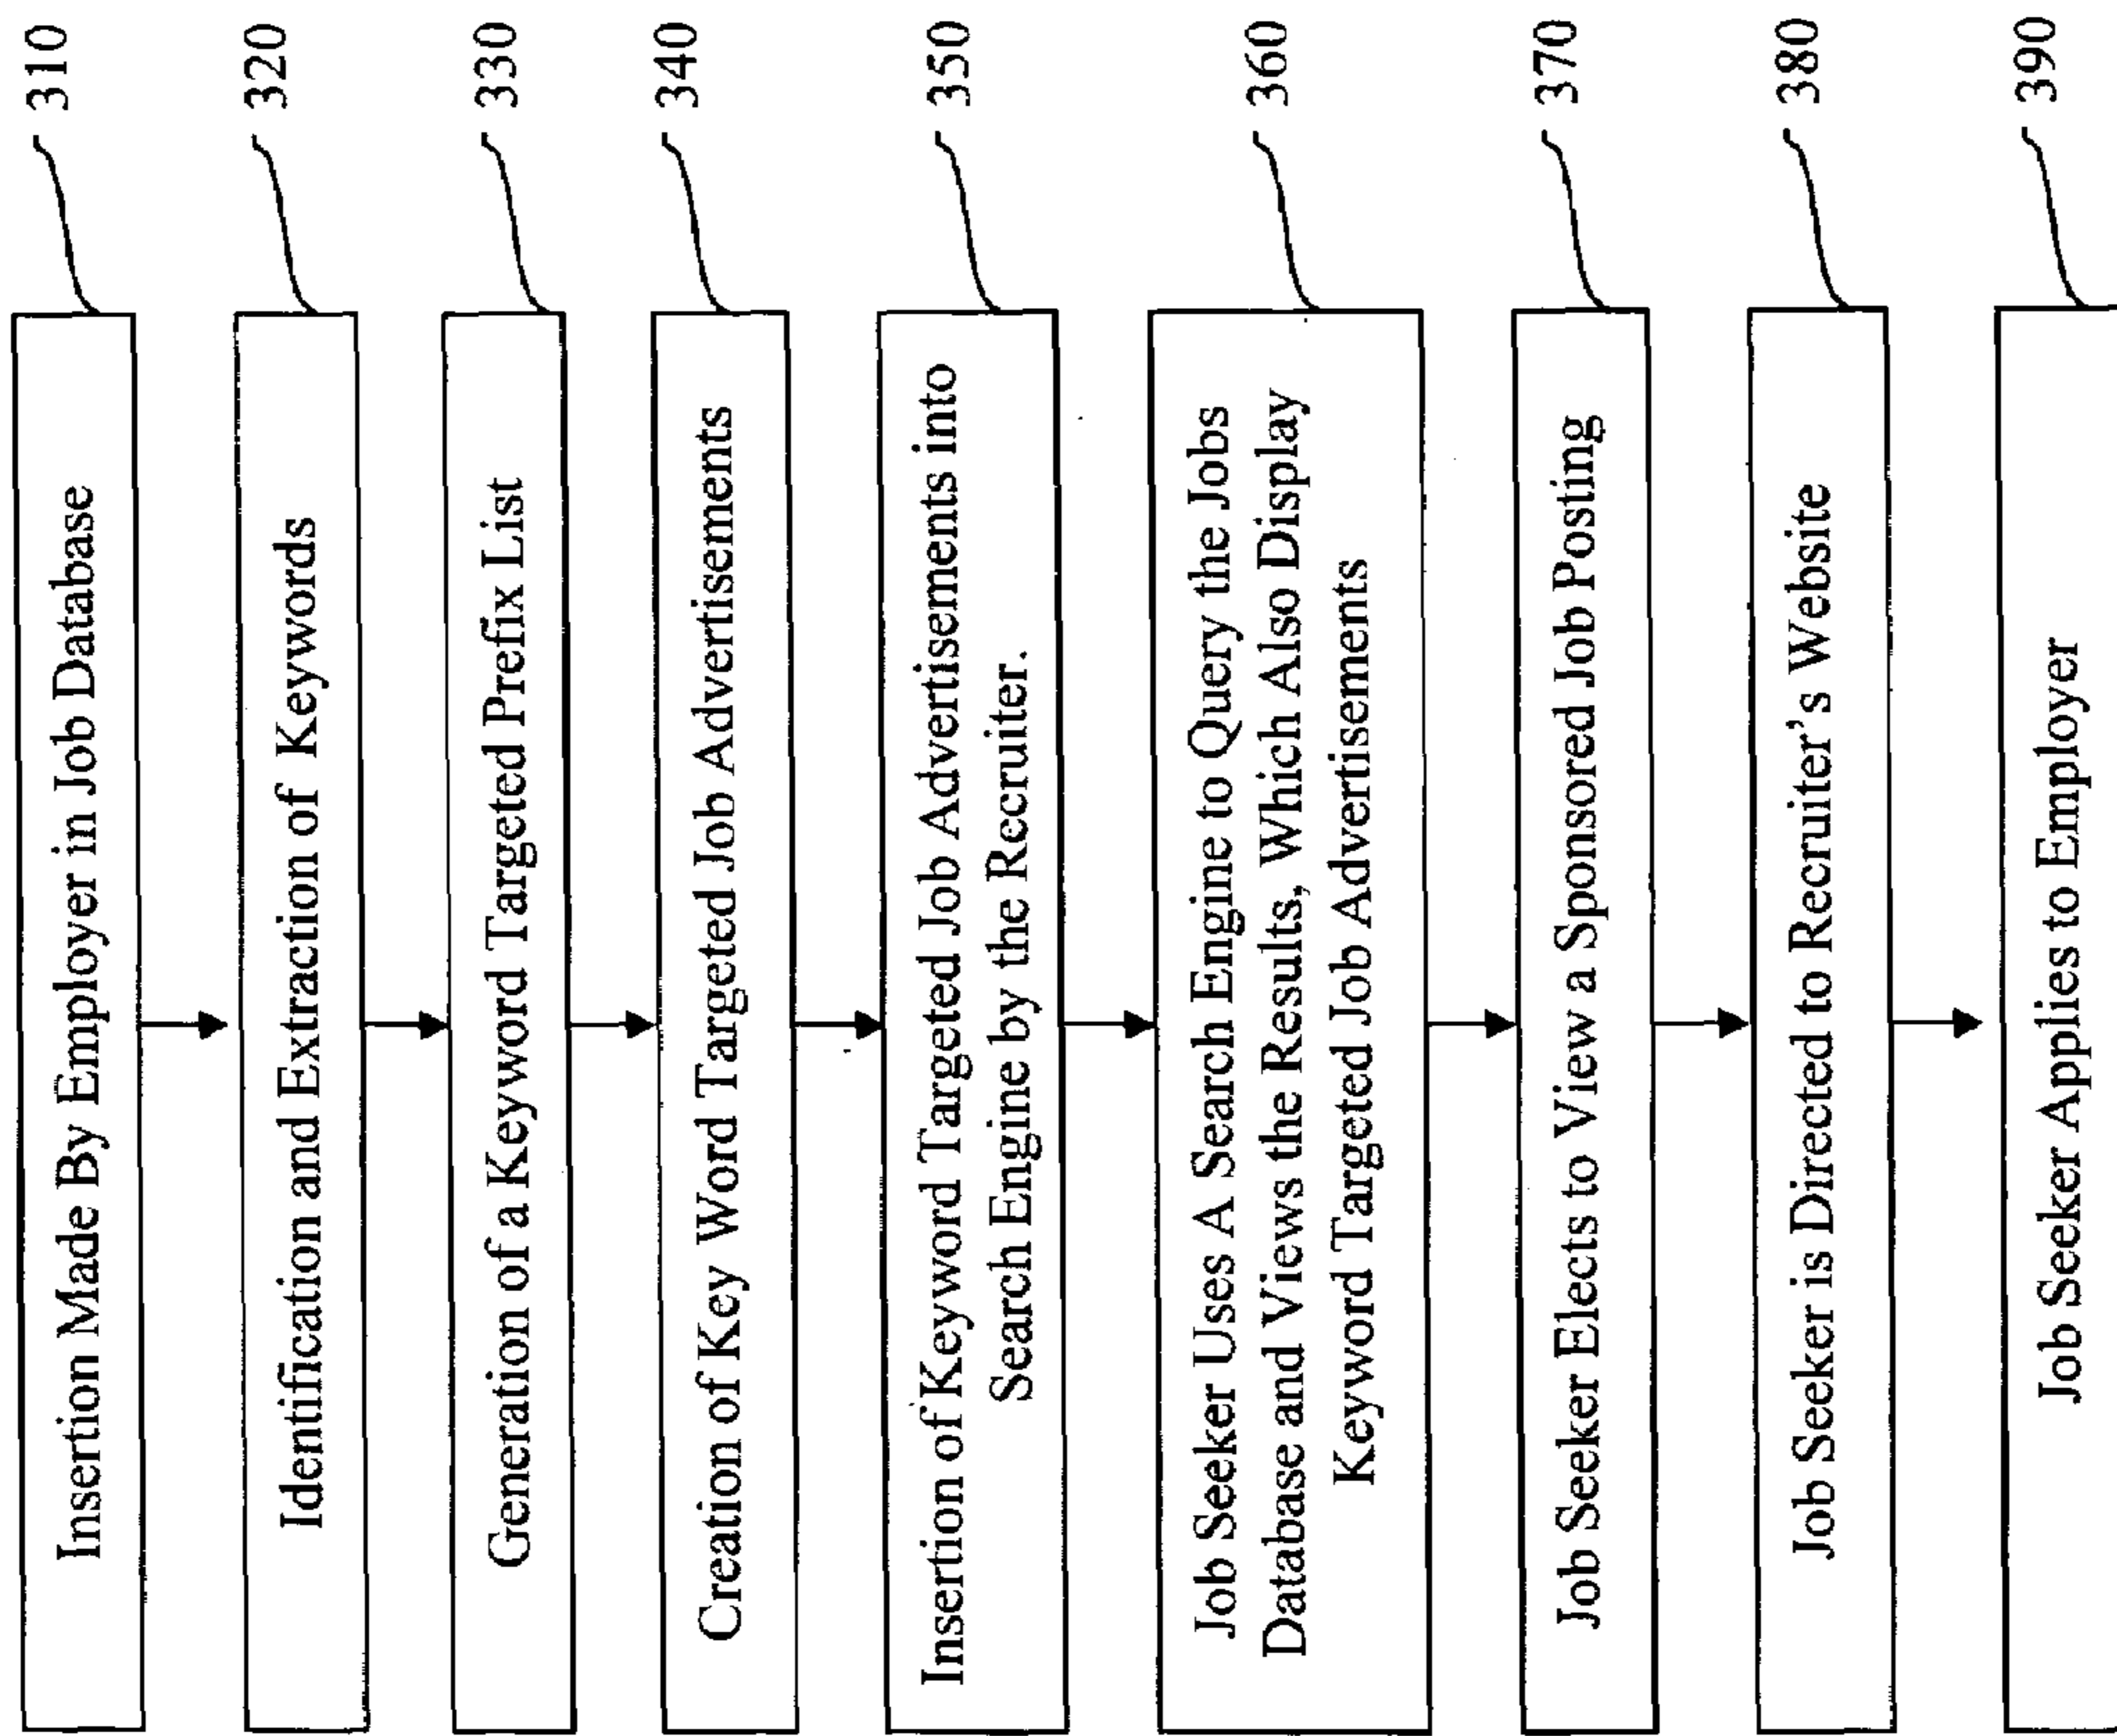 Insertion Made By Employer in Job Database
310
Identification and Extraction of Keywords
320
Generation of a Keyword Targeted Prefix List
330
Creation of Key Word Targeted Job Advertisements
340
Insertion of Keyword Targeted Job Advertisements into
Search Engine by the Recruiter.
350
Job Seeker Uses A Search Engine to Query the Jobs
Database and Views the Results, Which Also Display
Keyword Targeted Job Advertisements
360
Job Seeker Elects to View a Sponsored Job Posting
370
Job Seeker is Directed to Recruiter's Website
380
Job Seeker Applies to Employer
390